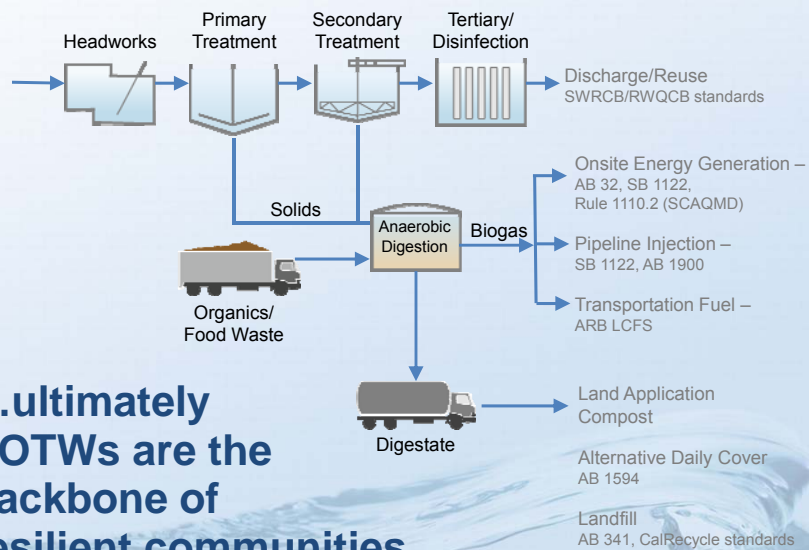 Headworks
Primary
Treatment
Secondary
Treatment
Tertiary/
Disinfection
Discharge/Reuse
SWRCB/RWQCB standards
Solids
Anaerobic
Digestion
Biogas
Onsite Energy Generation –
AB 32, SB 1122,
Rule 1110.2 (SCAQMD)
Pipeline Injection –
SB 1122, AB 1900
Transportation Fuel –
ARB LCFS
Organics/
Food Waste
Digestate
Land Application
Compost
Alternative Daily Cover
AB 1594
Landfill
AB 341, CalRecycle standards
..ultimately
OTWs are the
ackbone of
esilient communities